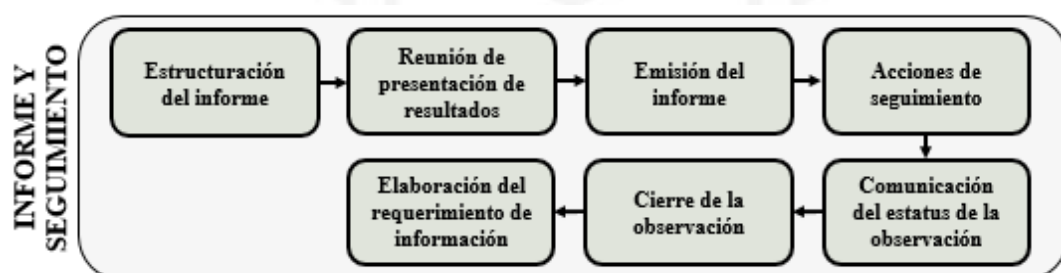 INFORME Y
SEGUIMIENTO
Estructuración
del informe
Reunión de
presentación de
resultados
Emisión del
informe
Acciones de
seguimiento
Comunicación
del estatus de la
observación
Cierre de la
observación
Elaboración del
requerimiento de
información